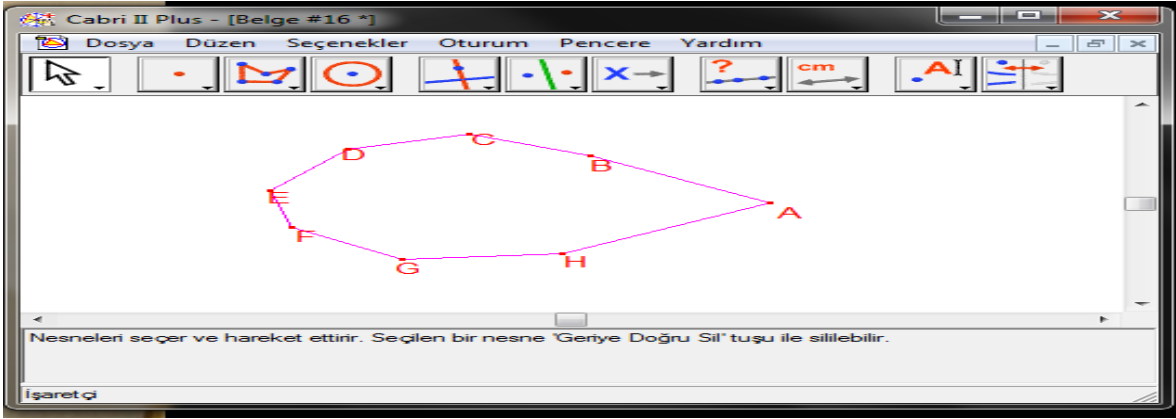 Cabri II Plus - [Belge #16 *]
Dosya Düzen Seçenekler Oturum Pencere Yardım
? cm A
x
C
D
B
E
A
F
H
G
Nesneleri seçer ve hareket ettirir. Seçilen bir nesne "Geriye Doğru Sil" tuşu ile sililebilir.
İşaretçi